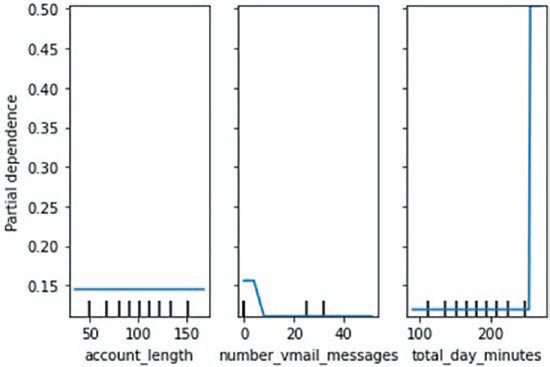 0.50
0.45
0.40
0.35
0.30
0.25
0.20
0.15
Partial dependence
50 100 150
0 20 40
100 200
account_length
number_vmail_messages
total_day_minutes